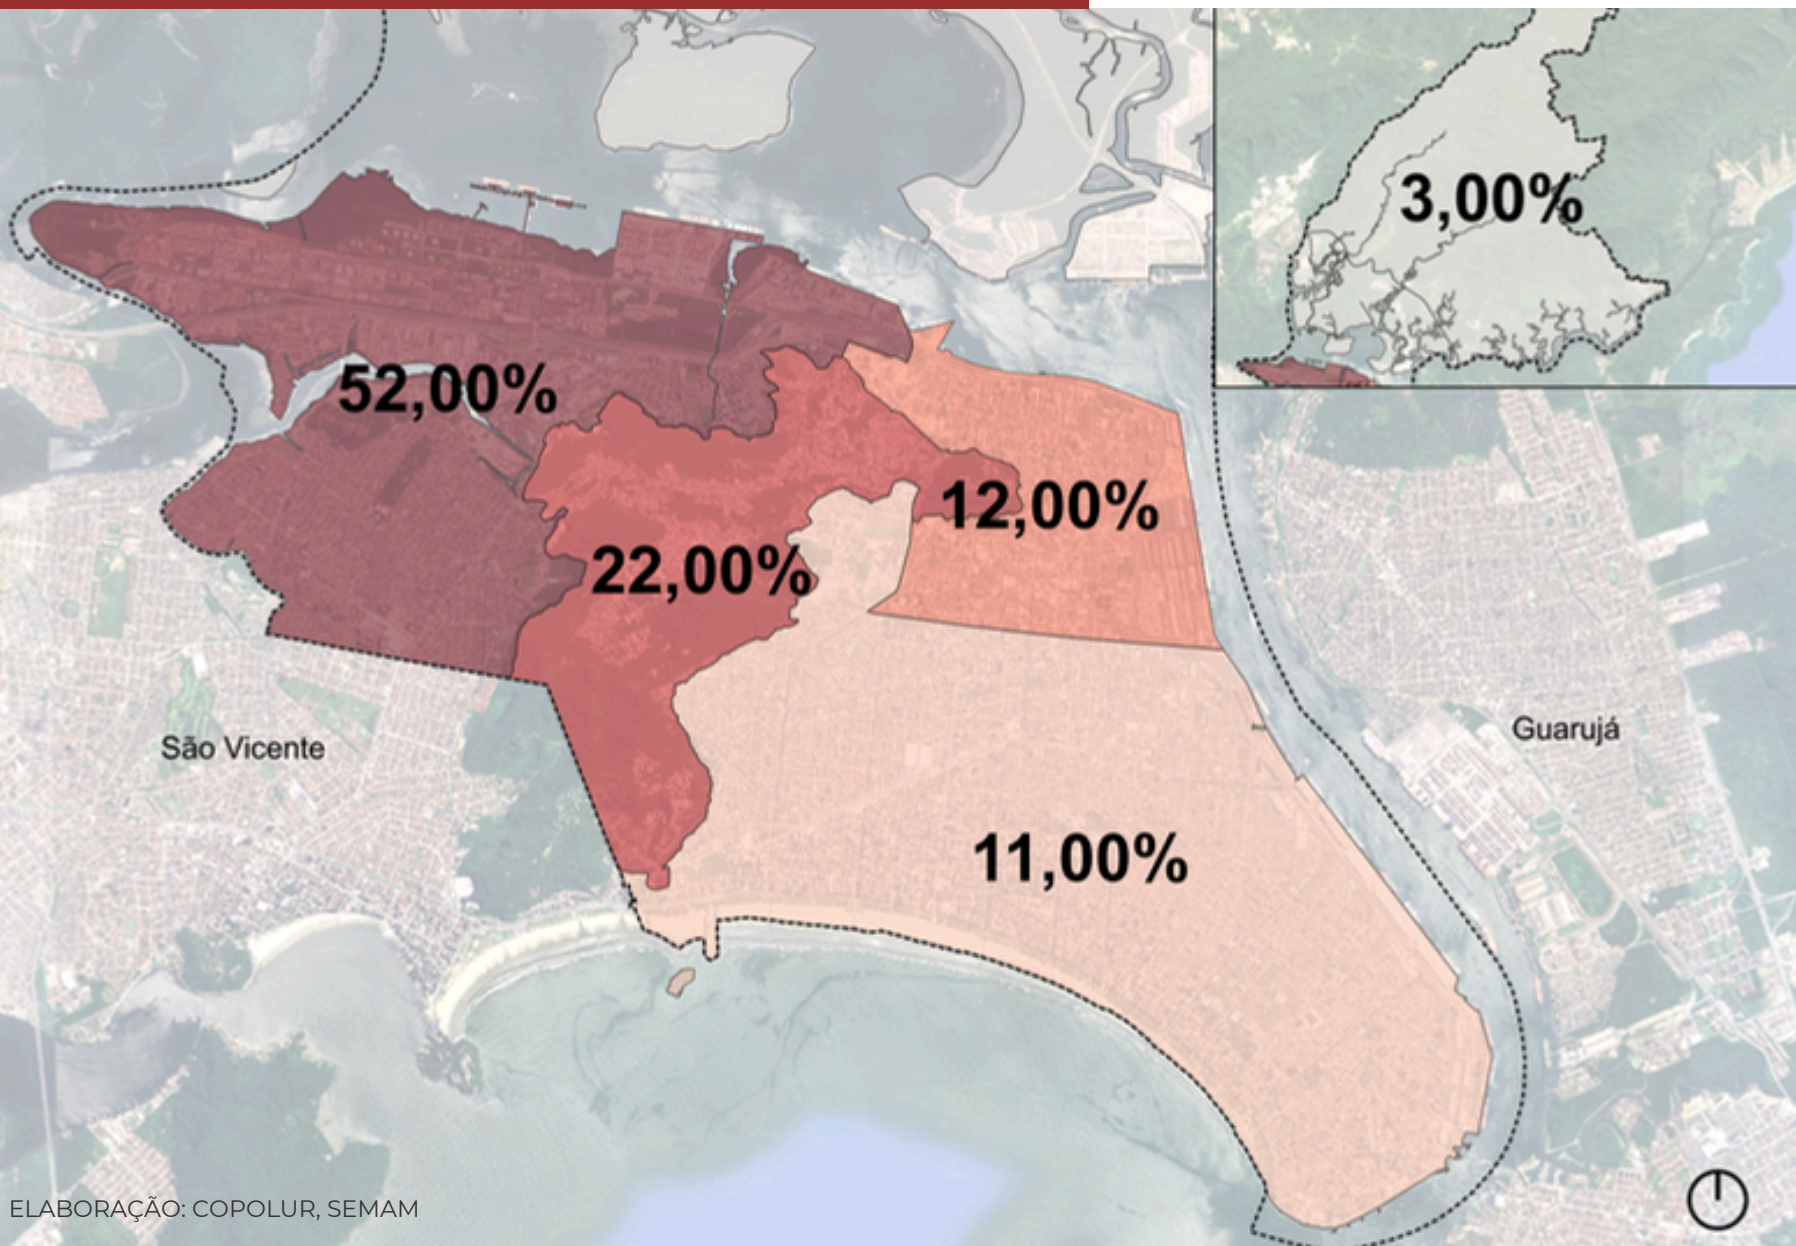 3,00%
52,00%
12,00%
22,00%
São Vicente
Guarujá
11,00%
ELABORAÇÃO: COPOLUR, SEMAM